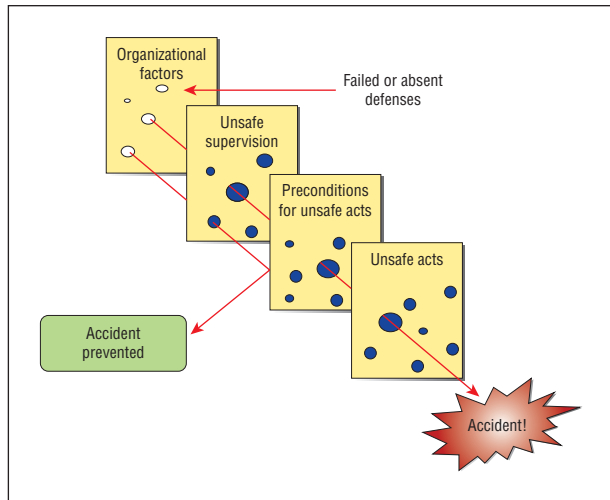 Organizational
factors
Failed or absent
defenses
Unsafe
supervision
Preconditions
for unsafe acts
Unsafe acts
Accident
prevented
Accident!